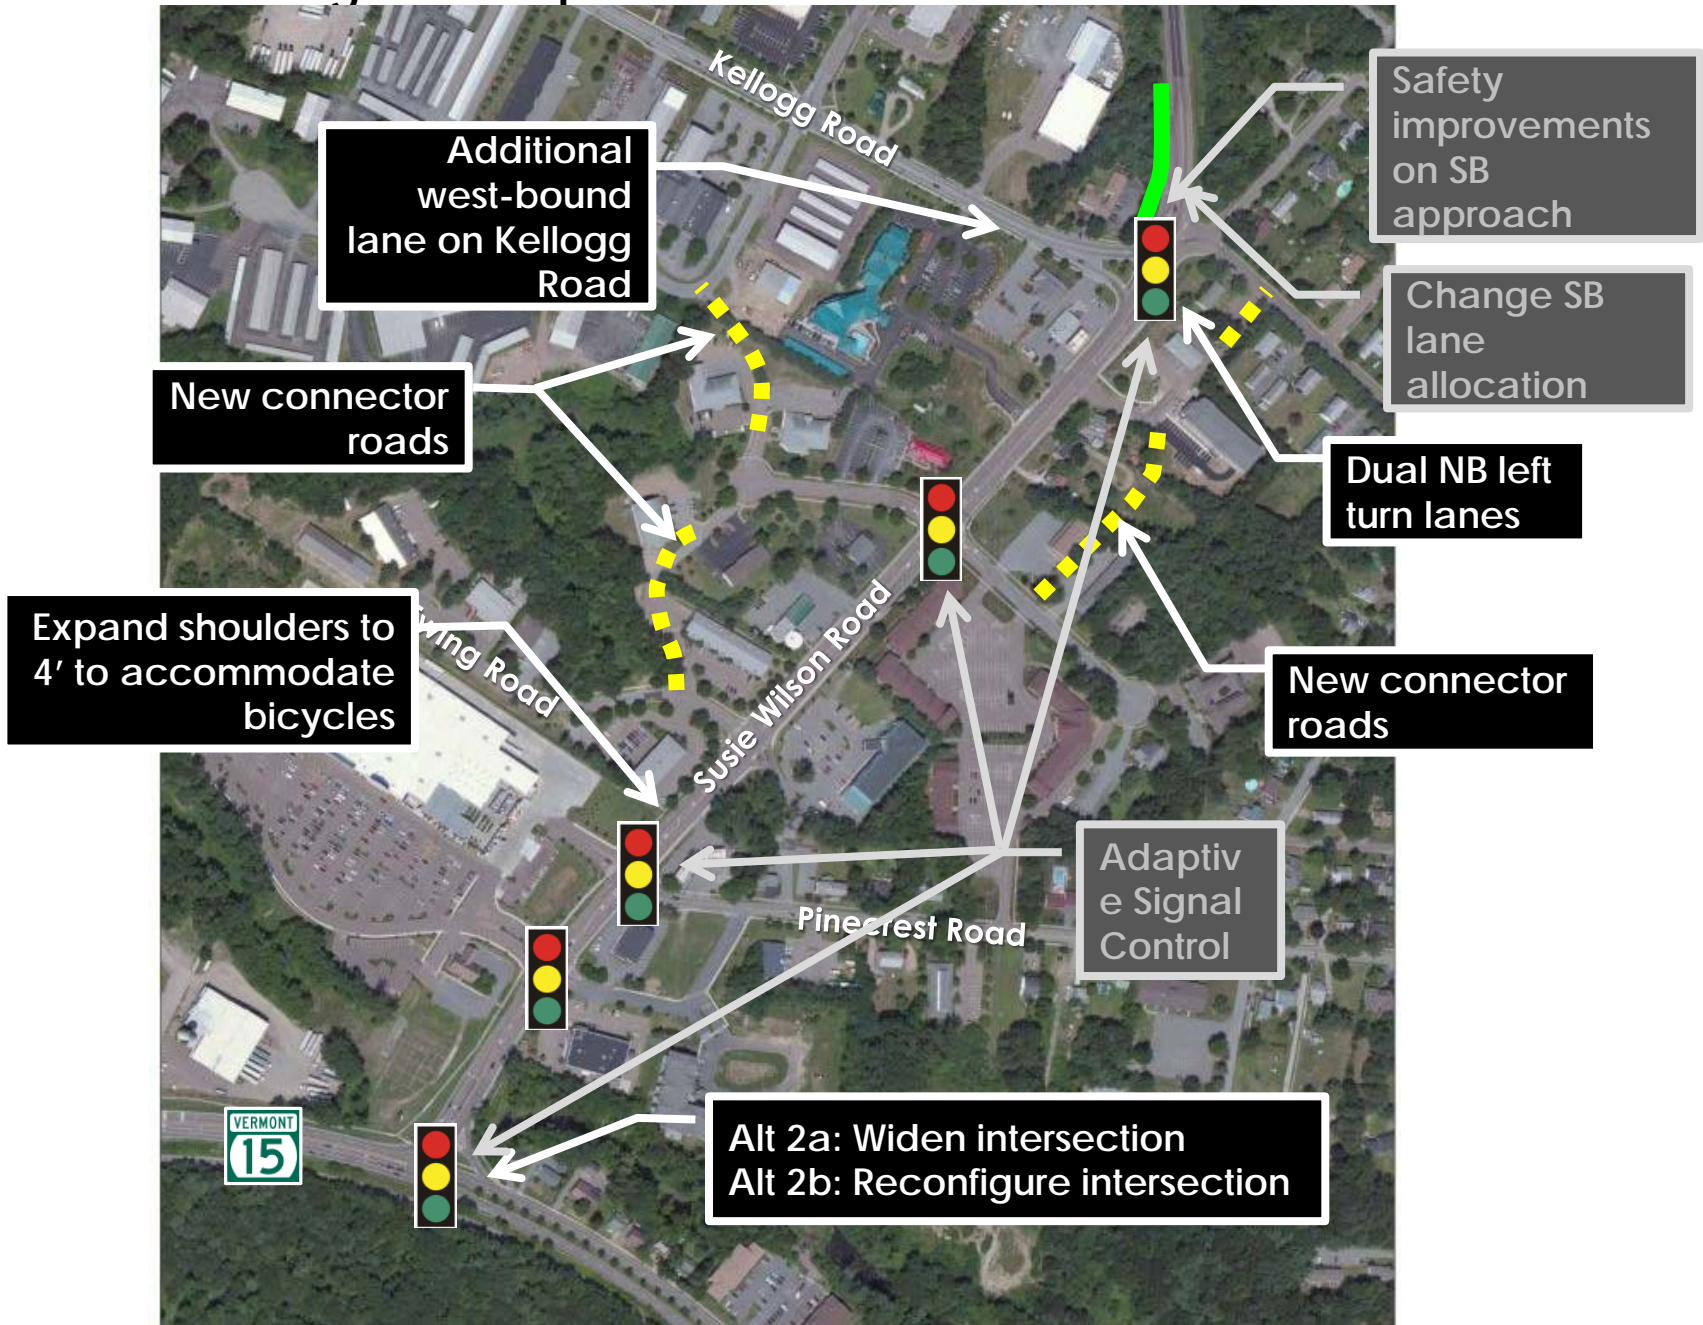 Kellogg Road
Safety
improvements
on SB
approach
Additional
west-bound
lane on Kellogg
Road
Change SB
lane
allocation
New connector
roads
Dual NB left
turn lanes
Expand shoulders to
4’ to accommodate
bicycles
wing Road
Susie Wilson Road
New connector
roads
Adaptiv
e Signal
Control
Pinecrest Road
VERMONT
15
Alt 2a: Widen intersection
Alt 2b: Reconfigure intersection